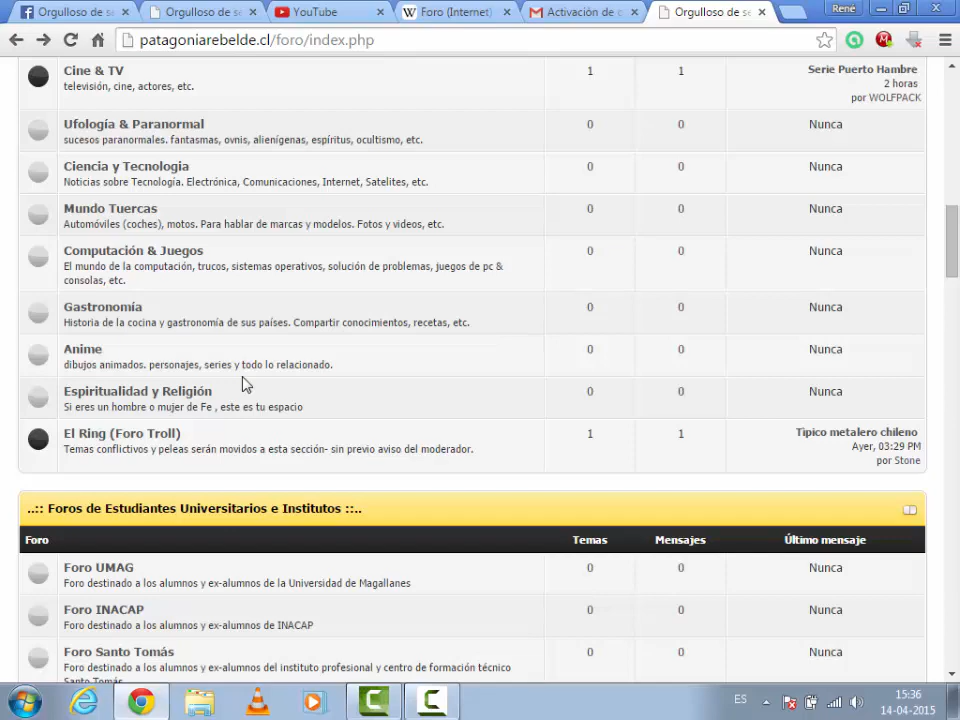 Orgulloso de sa
Orgulloso de se
YouTube
Foro (Internet)
Activación de t
Orgulloso de se
René
patagoniarebelde.cl/foro/index.php
Cine & TV 1 1 Serie Puerto Hambre
televisión, cine, actores, etc. 2 horas
por WOLFPACK
Ufología & Paranormal 0 0 Nunca
sucesos paranormales. fantasmas, ovnis, alienígenas, espíritus, ocultismo, etc.
Ciencia y Tecnologia 0 0 Nunca
Noticias sobre Tecnología. Electrónica, Comunicaciones, Internet, Satelites, etc.
Mundo Tuercas 0 0 Nunca
Automóviles (coches), motos. Para hablar de marcas y modelos. Fotos y videos, etc.
Computación & Juegos 0 0 Nunca
El mundo de la computación, trucos, sistemas operativos, solución de problemas, juegos de pc &
consolas, etc.
Gastronomía 0 0 Nunca
Historia de la cocina y gastronomía de sus países. Compartir conocimientos, recetas, etc.
Anime 0 0 Nunca
dibujos animados. personajes, series y todo lo relacionado.
Espiritualidad y Religión 0 0 Nunca
Si eres un hombre o mujer de Fe , este es tu espacio
El Ring (Foro Troll) 1 1 Tipico metalero chileno
Temas conflictivos y peleas serán movidos a esta sección- sin previo aviso del moderador. Ayer, 03:29 PM
por Stone
..:: Foros de Estudiantes Universitarios e Institutos ::..
Foro Temas Mensajes Último mensaje
Foro UMAG 0 0 Nunca
Foro destinado a los alumnos y ex-alumnos de la Universidad de Magallanes
Foro INACAP 0 0 Nunca
Foro destinado a los alumnos y ex-alumnos de INACAP
Foro Santo Tomás 0 0 Nunca
Foro destinado a los alumnos y ex-alumnos del instituto profesional y centro de formación técnico
Santo Tomás
ES
15:36
14-04-2015